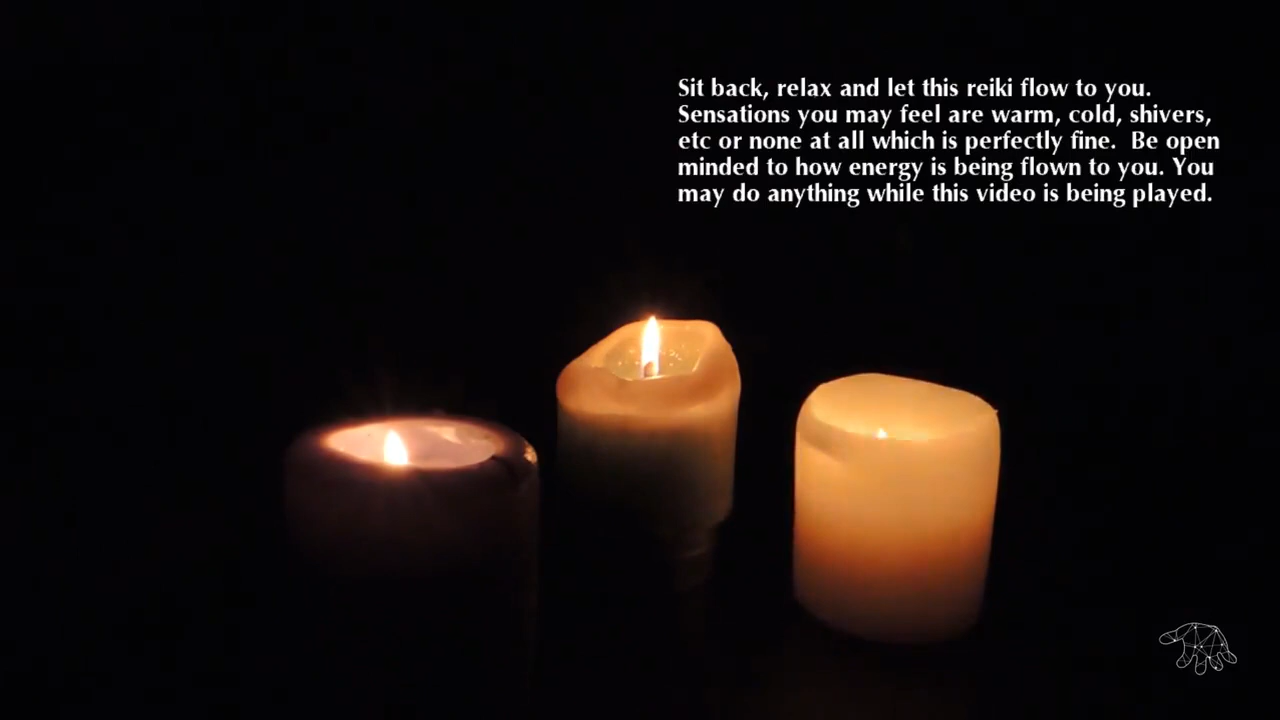 Sit back, relax and let this reiki flow to you.
Sensations you may feel are warm, cold, shivers,
etc or none at all which is perfectly fine.  Be open
minded to how energy is being flown to you. You
may do anything while this video is being played.